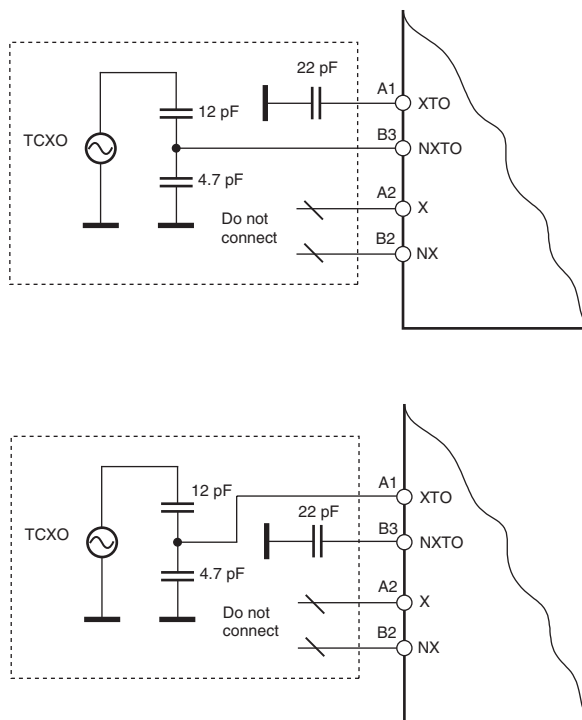 22 pF
A1
XTO
12 pF
TCXO
B3
NXTO
4.7 pF
A2
X
Do not
connect
B2
NX
A1
XTO
12 pF
22 pF
TCXO
B3
NXTO
4.7 pF
A2
X
Do not
connect
B2
NX